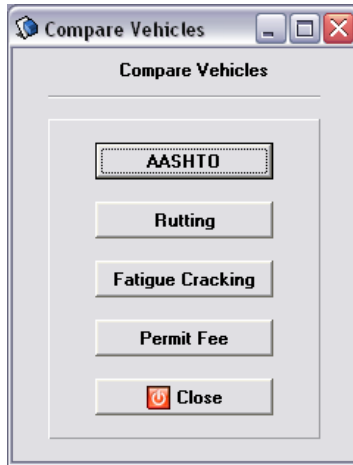 Compare Vehicles
Compare Vehicles
AASHTO
Rutting
Fatigue Cracking
Permit Fee
Close